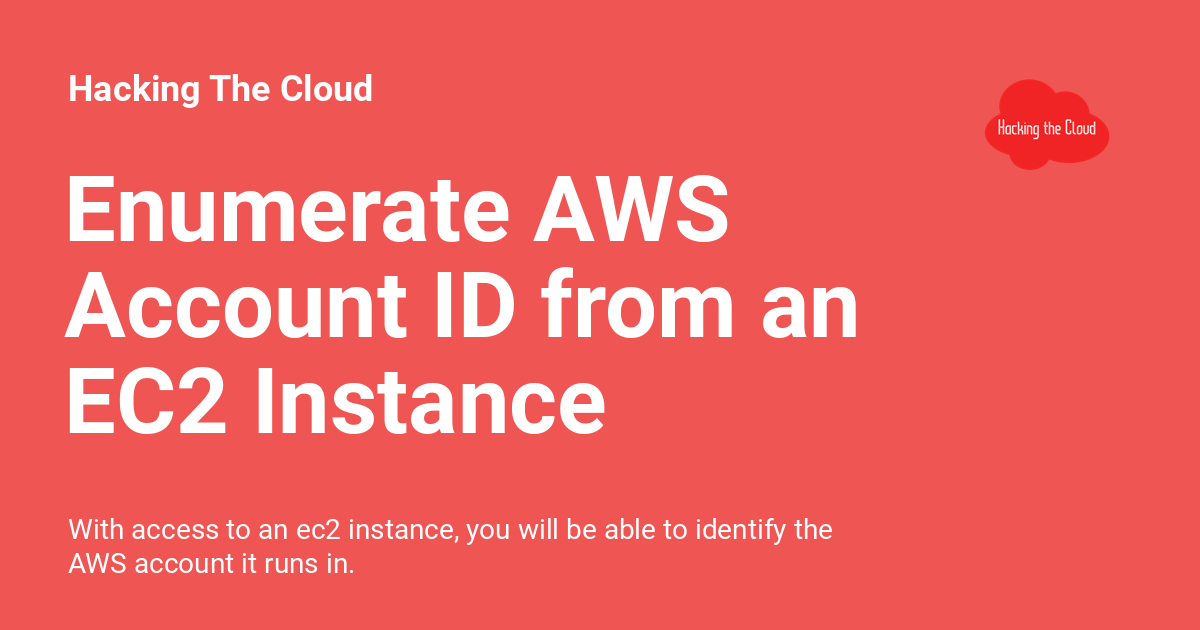 Hacking The Cloud
Hacking the Cloud
Enumerate AWS
Account ID from an
EC2 Instance
With access to an ec2 instance, you will be able to identify the
AWS account it runs in.